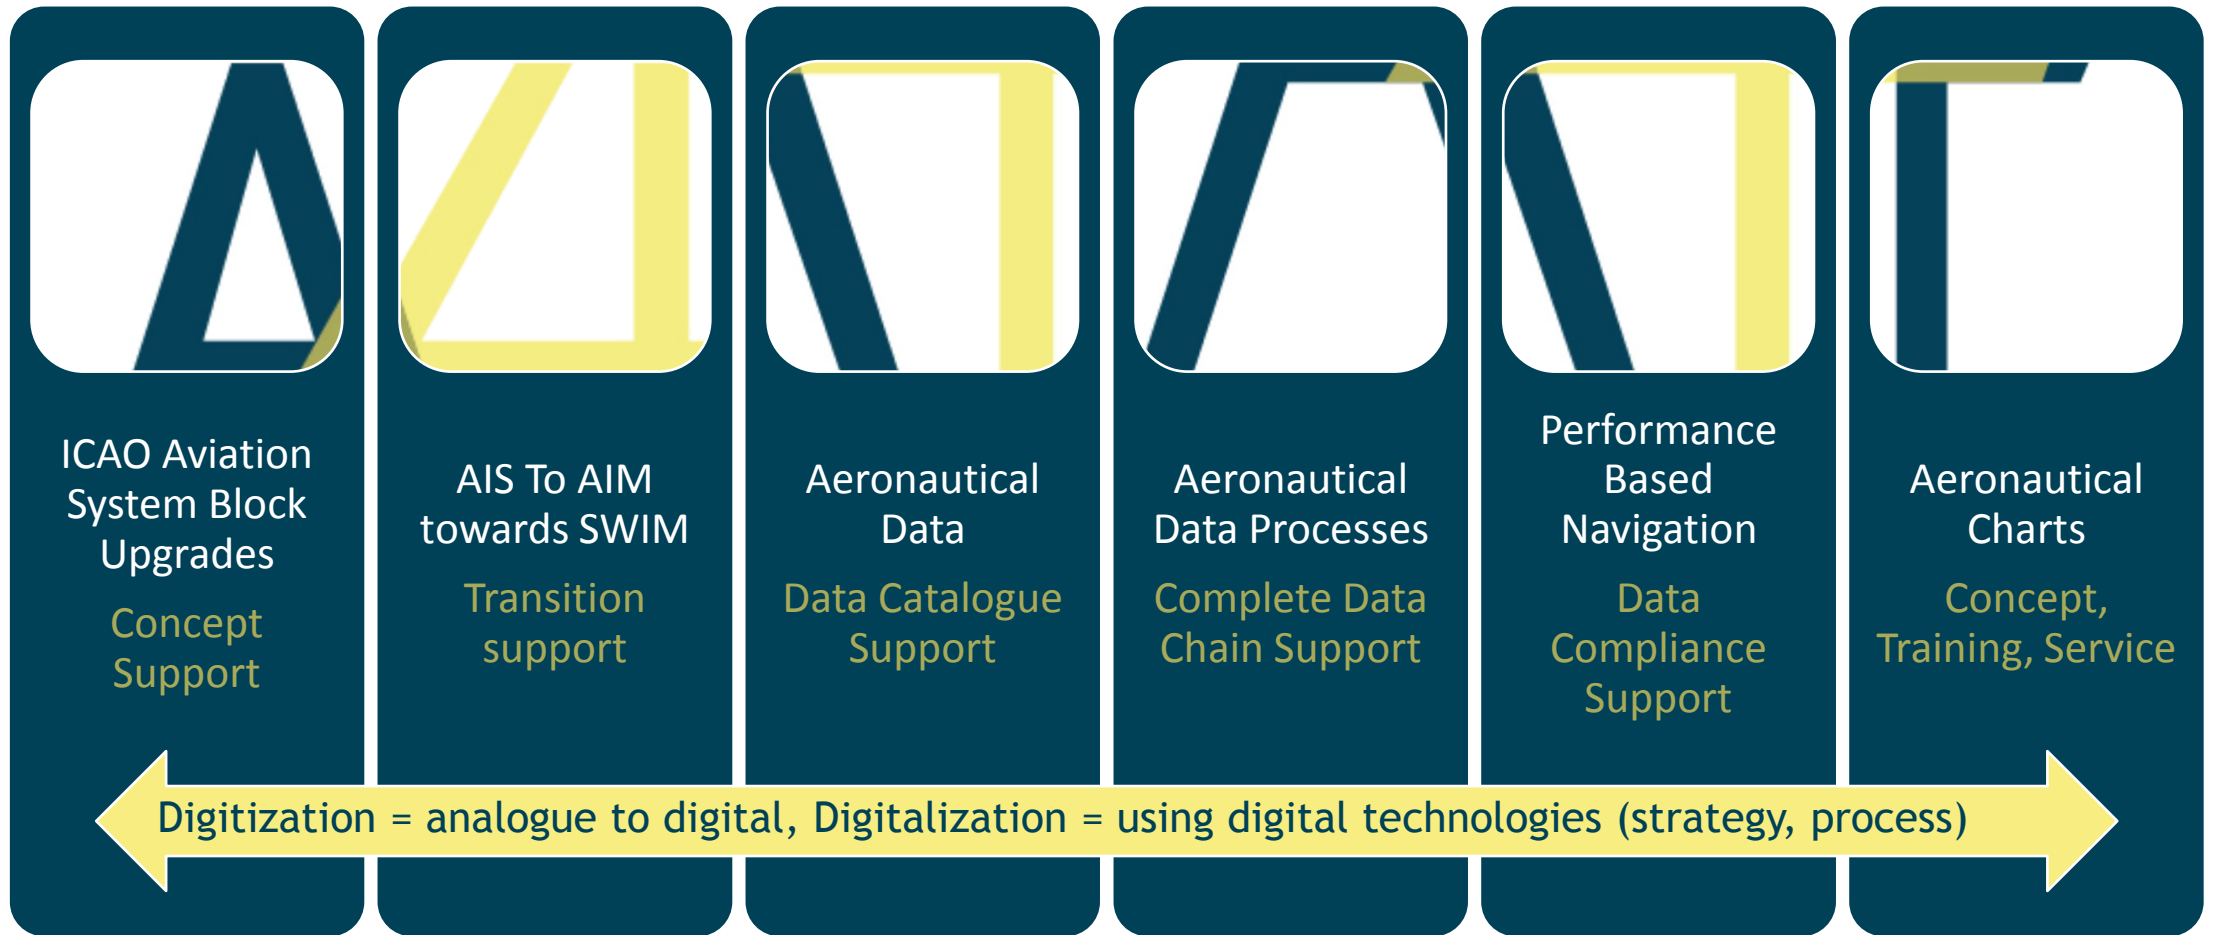 ICAO Aviation
System Block
Upgrades
Concept
Support
AIS To AIM
towards SWIM
Transition
support
Aeronautical
Data
Data Catalogue
Support
Aeronautical
Data Processes
Complete Data
Chain Support
Performance
Based
Navigation
Data
Compliance
Support
Aeronautical
Charts
Concept,
Training, Service
Digitization = analogue to digital, Digitalization = using digital technologies (strategy, process)